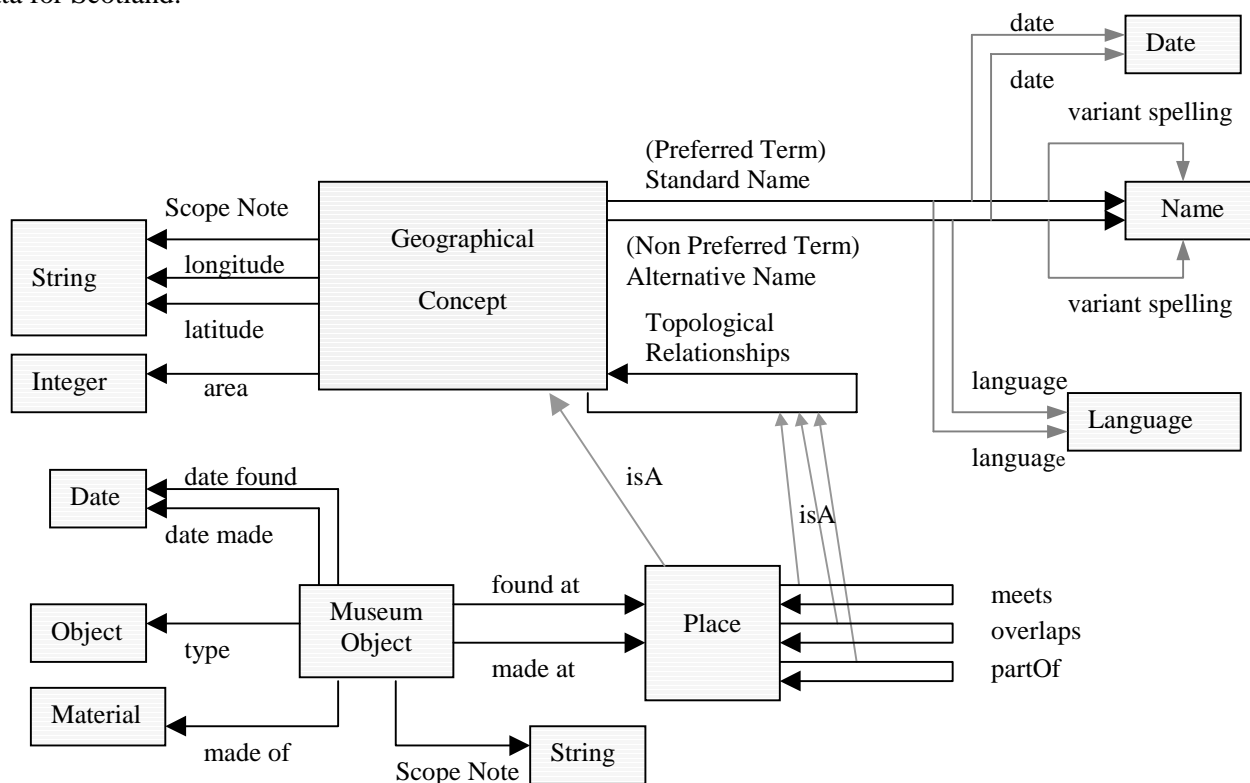 ata for Scotland.
date
Date
date
variant spelling
(Preferred Term)
Standard Name
Scope Note
Name
Geographical
Concept
(Non Preferred Term)
Alternative Name
String
longitude
latitude
variant spelling
Topological
Relationships
Integer
area
language
Language
language
isA
isA
date found
Date
date made
found at
meets
Museum
Object
Place
overlaps
Object
type
made at
partOf
Material
made of
String
Scope Note